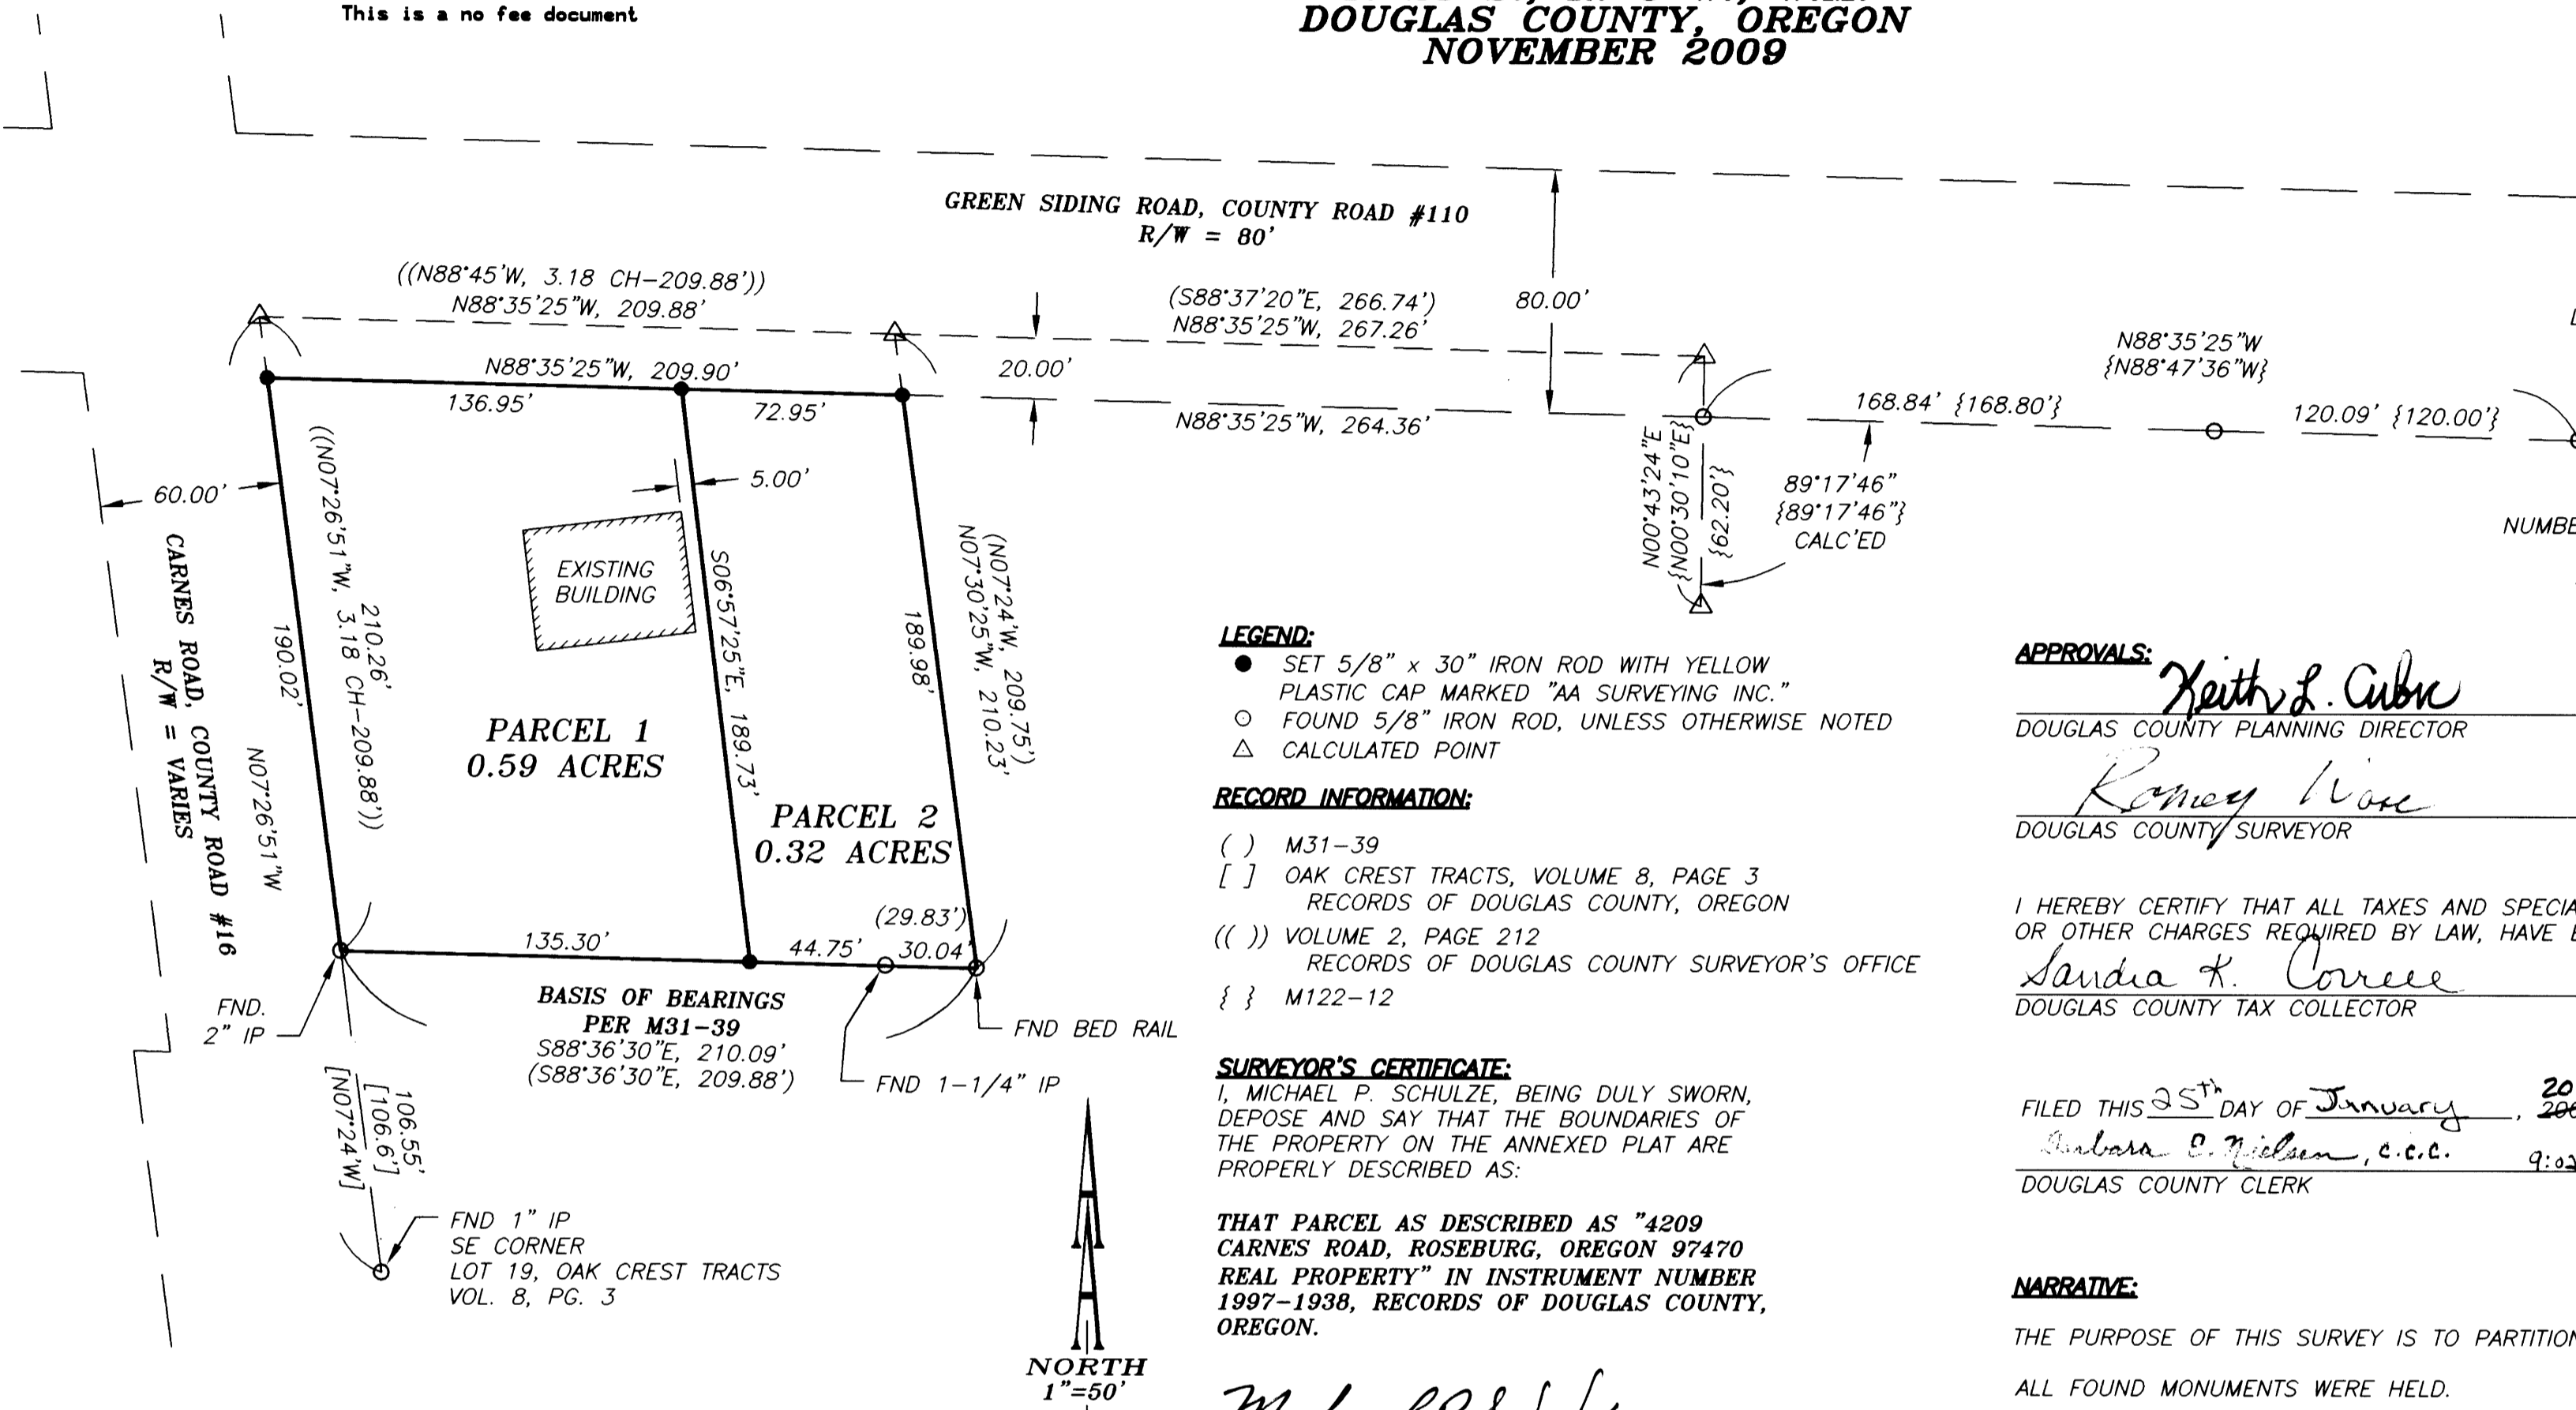 This is a no fee document
DOUGLAS COUNTY, OREGON
NOVEMBER 2009
GREEN SIDING ROAD, COUNTY ROAD #110
R/W = 80'
((N88°45'W, 3.18 CH-209.88'))
N88°35'25"W, 209.88'
(S88°37'20"E, 266.74')
N88°35'25"W, 267.26'
80.00'
N88°35'25"W
{N88°47'36"W}
N88°35'25"W, 209.90'
20.00'
136.95'
72.95'
N88°35'25"W, 264.36'
168.84' {168.80'}
120.09' {120.00'}
60.00'
5.00'
N00°43'24"E
{N00°30'10"E}
{62.20'}
89°17'46"
{89°17'46"}
CALC'ED
NUMBE
EXISTING
BUILDING
CARNES ROAD, COUNTY ROAD #16
R/W = VARIES
190.02'
N07°26'51"W
210.26'
((N07°26'51"W, 3.18 CH-209.88'))
S06°57'25"E, 189.73'
189.98'
(N07°24'W, 209.75')
N07°30'25"W, 210.23'
PARCEL 1
0.59 ACRES
PARCEL 2
0.32 ACRES
(29.83')
135.30'
44.75'
30.04'
FND.
2" IP
BASIS OF BEARINGS
PER M31-39
S88°36'30"E, 210.09'
(S88°36'30"E, 209.88')
FND BED RAIL
FND 1-1/4" IP
106.55'
[106.6']
[N07°24'W]
FND 1" IP
SE CORNER
LOT 19, OAK CREST TRACTS
VOL. 8, PG. 3
NORTH
1"=50'
LEGEND:
SET 5/8" x 30" IRON ROD WITH YELLOW
PLASTIC CAP MARKED "AA SURVEYING INC."
FOUND 5/8" IRON ROD, UNLESS OTHERWISE NOTED
CALCULATED POINT
RECORD INFORMATION:
( ) M31-39
[ ] OAK CREST TRACTS, VOLUME 8, PAGE 3
RECORDS OF DOUGLAS COUNTY, OREGON
(( )) VOLUME 2, PAGE 212
RECORDS OF DOUGLAS COUNTY SURVEYOR'S OFFICE
{ } M122-12
SURVEYOR'S CERTIFICATE:
I, MICHAEL P. SCHULZE, BEING DULY SWORN,
DEPOSE AND SAY THAT THE BOUNDARIES OF
THE PROPERTY ON THE ANNEXED PLAT ARE
PROPERLY DESCRIBED AS:
THAT PARCEL AS DESCRIBED AS "4209
CARNES ROAD, ROSEBURG, OREGON 97470
REAL PROPERTY" IN INSTRUMENT NUMBER
1997-1938, RECORDS OF DOUGLAS COUNTY,
OREGON.
APPROVALS:
Keith L. Cubic
DOUGLAS COUNTY PLANNING DIRECTOR
Romey Ware
DOUGLAS COUNTY SURVEYOR
I HEREBY CERTIFY THAT ALL TAXES AND SPECIA
OR OTHER CHARGES REQUIRED BY LAW, HAVE B
Sandra K. Correll
DOUGLAS COUNTY TAX COLLECTOR
FILED THIS 25th DAY OF January, 20
Barbara E. Nielsen, C.C.C. 9:02
DOUGLAS COUNTY CLERK
NARRATIVE:
THE PURPOSE OF THIS SURVEY IS TO PARTITION
ALL FOUND MONUMENTS WERE HELD.